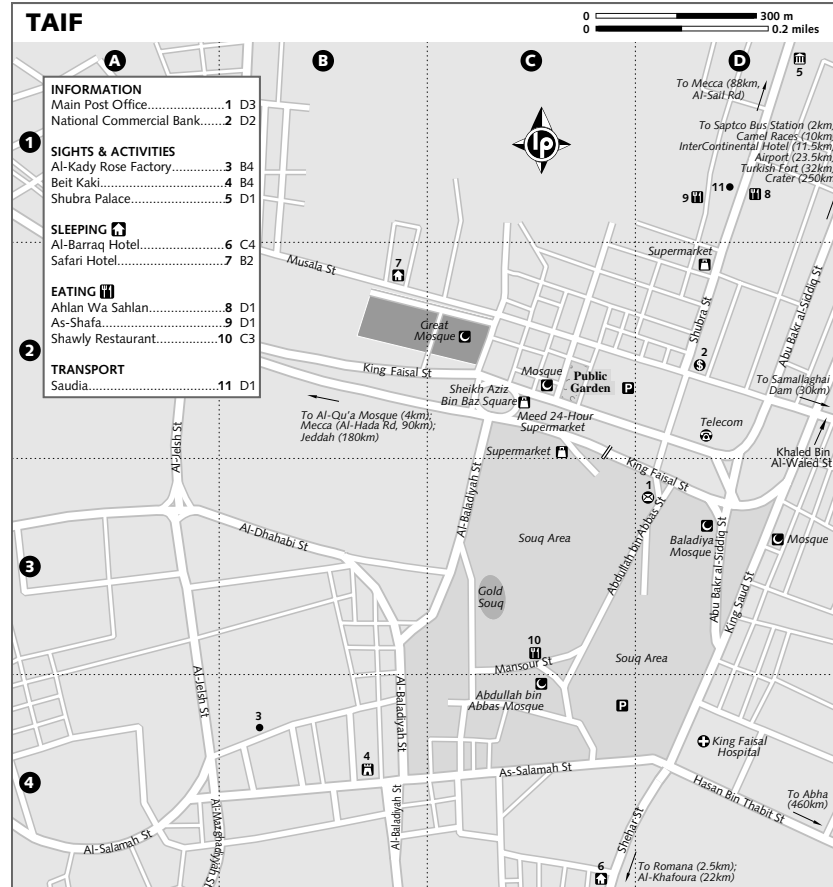 TAIF
0 300 m
0 0.2 miles
A
B
C
D
1
2
3
4
INFORMATION
Main Post Office..........................1 D3
National Commercial Bank.......2 D2
SIGHTS & ACTIVITIES
Al-Kady Rose Factory................3 B4
Beit Kaki....................................4 B4
Shubra Palace............................5 D1
SLEEPING
Al-Barraq Hotel..........................6 C4
Safari Hotel................................7 B2
EATING
Ahlan Wa Sahlan........................8 D1
As-Shafa....................................9 D1
Shawly Restaurant...................10 C3
TRANSPORT
Saudia......................................11 D1
lp
5
To Mecca (88km,
Al-Sail Rd)
To Saptco Bus Station (2km)
Camel Races (10km)
InterContinental Hotel (11.5km)
Airport (23.5km)
Turkish Fort (32km)
Crater (250km)
9
11
8
Supermarket
Musala St
7
Great
Mosque
King Faisal St
Shubra St
Abu Bakr al-Siddiq St
2
$
Mosque
Public
Garden
P
Sheikh Aziz
Bin Baz Square
Meed 24-Hour
Supermarket
To Samallaghai
Dam (30km)
To Al-Qu'a Mosque (4km);
Mecca (Al-Hada Rd, 90km);
Jeddah (180km)
Telecom
Khaled Bin
Al-Waled St
Al-Jelsh St
Supermarket
King Faisal St
Al-Baladiyah St
1
Al-Dhahabi St
Souq Area
Abdullah bin Abbas St
Baladiya
Mosque
Abu Bakr al-Siddiq St
Mosque
King Saud St
Gold
Souq
10
Mansour St
Souq Area
Al-Jelsh St
Al-Baladiyah St
Abdullah bin
Abbas Mosque
P
3
4
King Faisal
Hospital
As-Salamah St
Hasan Bin Thabit St
To Abha
(460km)
Al-Salamah St
Al-Mazghadiyyah St
Al-Baladiyah St
Shehar St
6
To Romana (2.5km);
Al-Khafoura (22km)